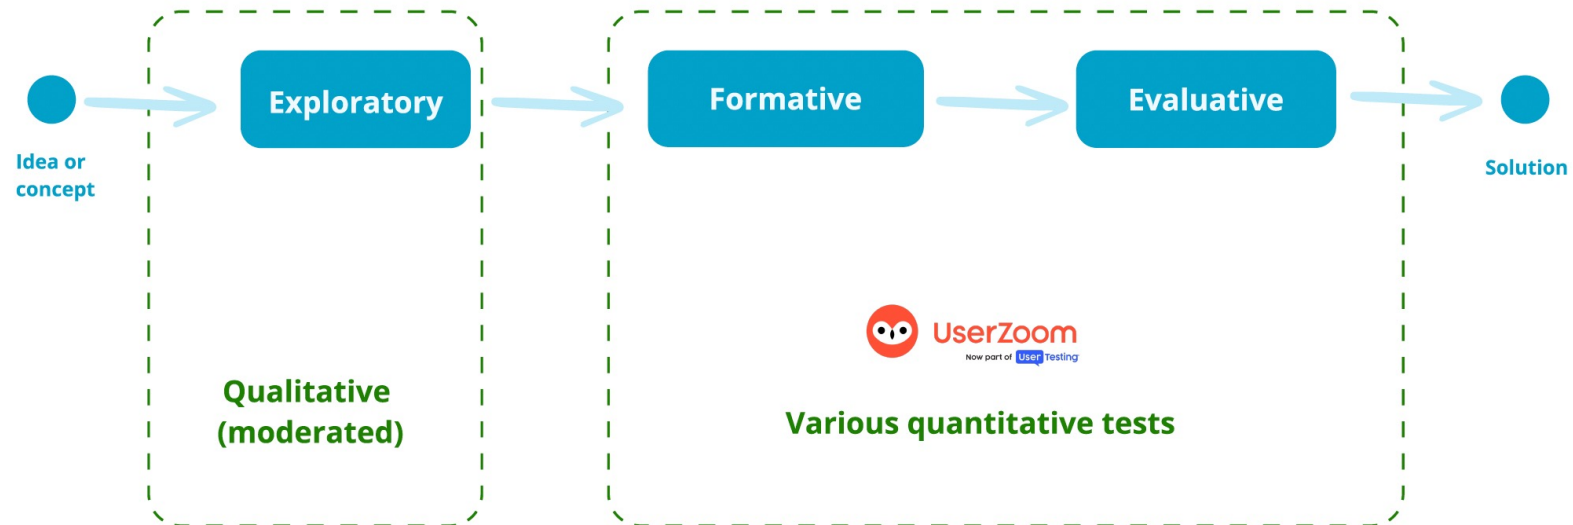 Exploratory
Formative
Evaluative
Idea or
concept
Solution
UserZoom
Now part of User Testing
Qualitative
(moderated)
Various quantitative tests